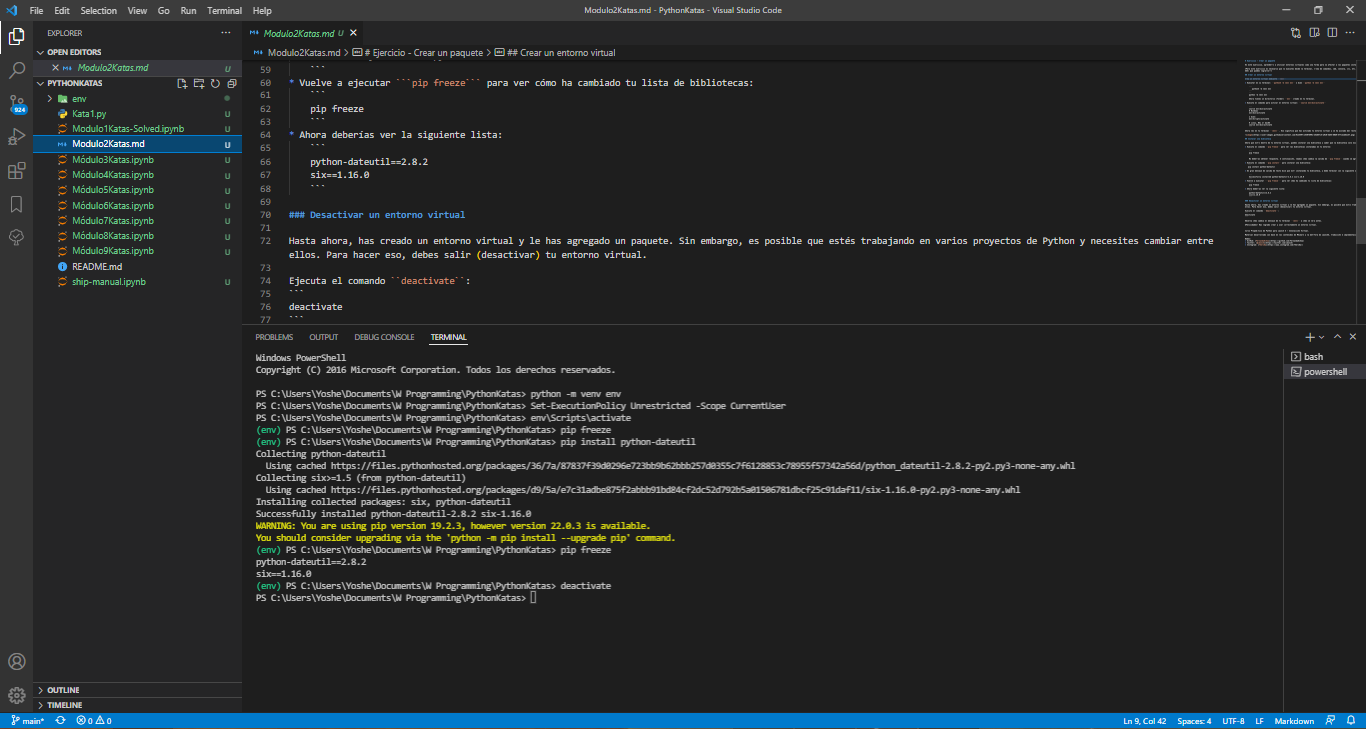 File Edit Selection View Go Run Terminal Help
Modulo2Katas.md - PythonKatas - Visual Studio Code
EXPLORER
OPEN EDITORS
Modulo2Katas.md U
PYTHONKATAS
env
Kata1.py U
Modulo1Katas-Solved.ipynb U
Modulo2Katas.md U
Módulo3Katas.ipynb U
Módulo4Katas.ipynb U
Módulo5Katas.ipynb U
Módulo6Katas.ipynb U
Módulo7Katas.ipynb U
Módulo8Katas.ipynb U
Módulo9Katas.ipynb U
README.md
ship-manual.ipynb U
OUTLINE
TIMELINE
924
Modulo2Katas.md U
Modulo2Katas.md > # Ejercicio - Crear un paquete > ## Crear un entorno virtual
59 ```
60 * Vuelve a ejecutar ```pip freeze``` para ver cómo ha cambiado tu lista de bibliotecas:
61 ```
62 pip freeze
63 ```
64 * Ahora deberías ver la siguiente lista:
65 ```
66 python-dateutil==2.8.2
67 six==1.16.0
68 ```
69
70 ### Desactivar un entorno virtual
71
72 Hasta ahora, has creado un entorno virtual y le has agregado un paquete. Sin embargo, es posible que estés trabajando en varios proyectos de Python y necesites cambiar entre
ellos. Para hacer eso, debes salir (desactivar) tu entorno virtual.
73
74 Ejecuta el comando ``deactivate``:
75 ```
76 deactivate
77 ```
PROBLEMS OUTPUT DEBUG CONSOLE TERMINAL
bash
powershell
Windows PowerShell
Copyright (C) 2016 Microsoft Corporation. Todos los derechos reservados.
PS C:\Users\Yoshe\Documents\W Programming\PythonKatas> python -m venv env
PS C:\Users\Yoshe\Documents\W Programming\PythonKatas> Set-ExecutionPolicy Unrestricted -Scope CurrentUser
PS C:\Users\Yoshe\Documents\W Programming\PythonKatas> env\Scripts\activate
(env) PS C:\Users\Yoshe\Documents\W Programming\PythonKatas> pip freeze
(env) PS C:\Users\Yoshe\Documents\W Programming\PythonKatas> pip install python-dateutil
Collecting python-dateutil
Using cached https://files.pythonhosted.org/packages/36/7a/87837f39d0296e723bb9b62bbb257d0355c7f6128853c78955f57342a56d/python_dateutil-2.8.2-py2.py3-none-any.whl
Collecting six>=1.5 (from python-dateutil)
Using cached https://files.pythonhosted.org/packages/d9/5a/e7c31adbe875f2abbb91bd84cf2dc52d792b5a01506781dbcf25c91daf11/six-1.16.0-py2.py3-none-any.whl
Installing collected packages: six, python-dateutil
Successfully installed python-dateutil-2.8.2 six-1.16.0
WARNING: You are using pip version 19.2.3, however version 22.0.3 is available.
You should consider upgrading via the 'python -m pip install --upgrade pip' command.
(env) PS C:\Users\Yoshe\Documents\W Programming\PythonKatas> pip freeze
python-dateutil==2.8.2
six==1.16.0
(env) PS C:\Users\Yoshe\Documents\W Programming\PythonKatas> deactivate
PS C:\Users\Yoshe\Documents\W Programming\PythonKatas>
main* 0 0
Ln 9, Col 42 Spaces: 4 UTF-8 LF Markdown